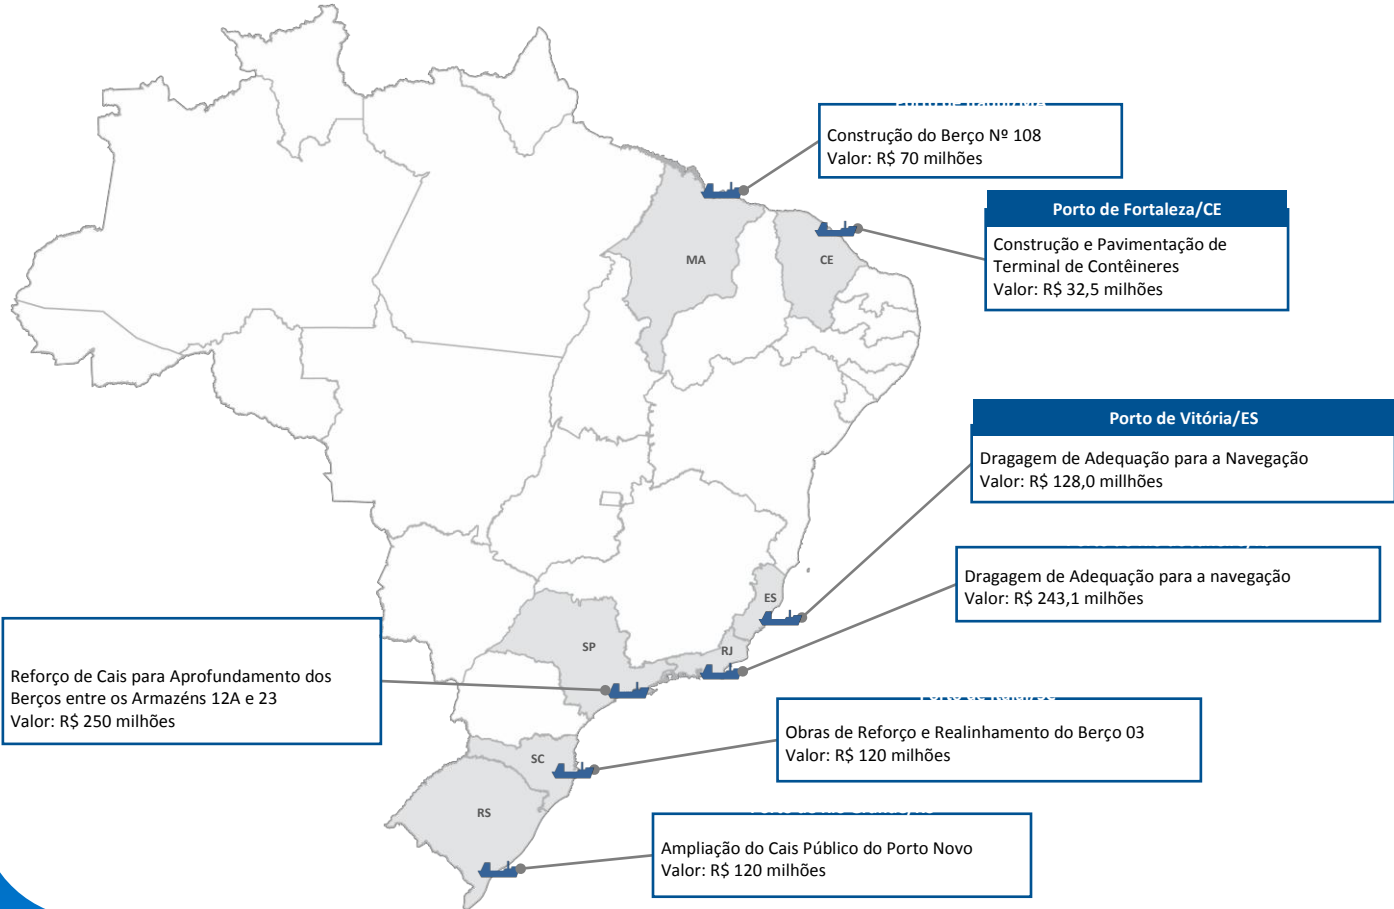 Construção do Berço Nº 108
Valor: R$ 70 milhões
Porto de Fortaleza/CE
Construção e Pavimentação de
Terminal de Contêineres
Valor: R$ 32,5 milhões
MA
CE
Porto de Vitória/ES
Dragagem de Adequação para a Navegação
Valor: R$ 128,0 millhões
Dragagem de Adequação para a navegação
Valor: R$ 243,1 milhões
ES
SP
RJ
Reforço de Cais para Aprofundamento dos
Berços entre os Armazéns 12A e 23
Valor: R$ 250 milhões
Obras de Reforço e Realinhamento do Berço 03
Valor: R$ 120 milhões
SC
RS
Ampliação do Cais Público do Porto Novo
Valor: R$ 120 milhões